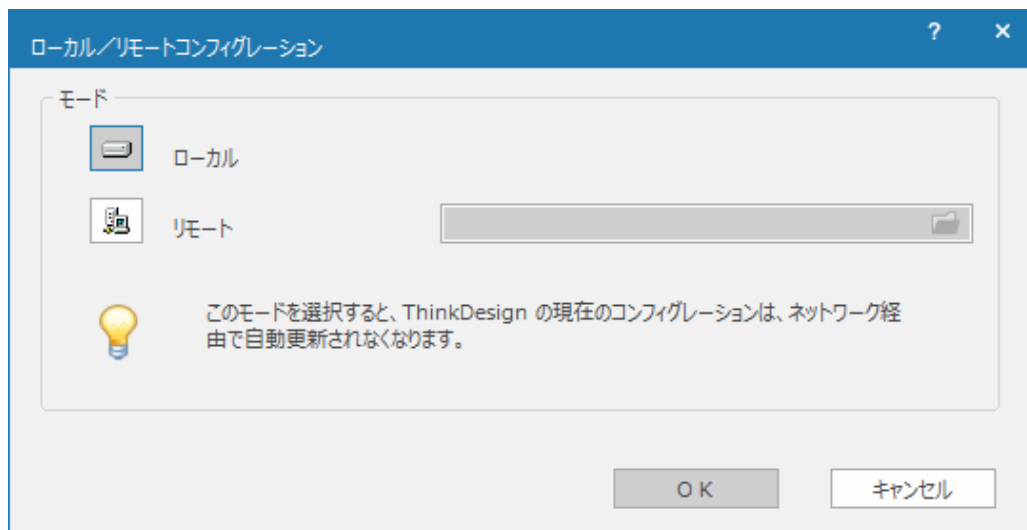 ローカル／リモートコンフィグレーション
? ×
モード
ローカル
リモート
このモードを選択すると、ThinkDesign の現在のコンフィグレーションは、ネットワーク経
由で自動更新されなくなります。
OK
キャンセル